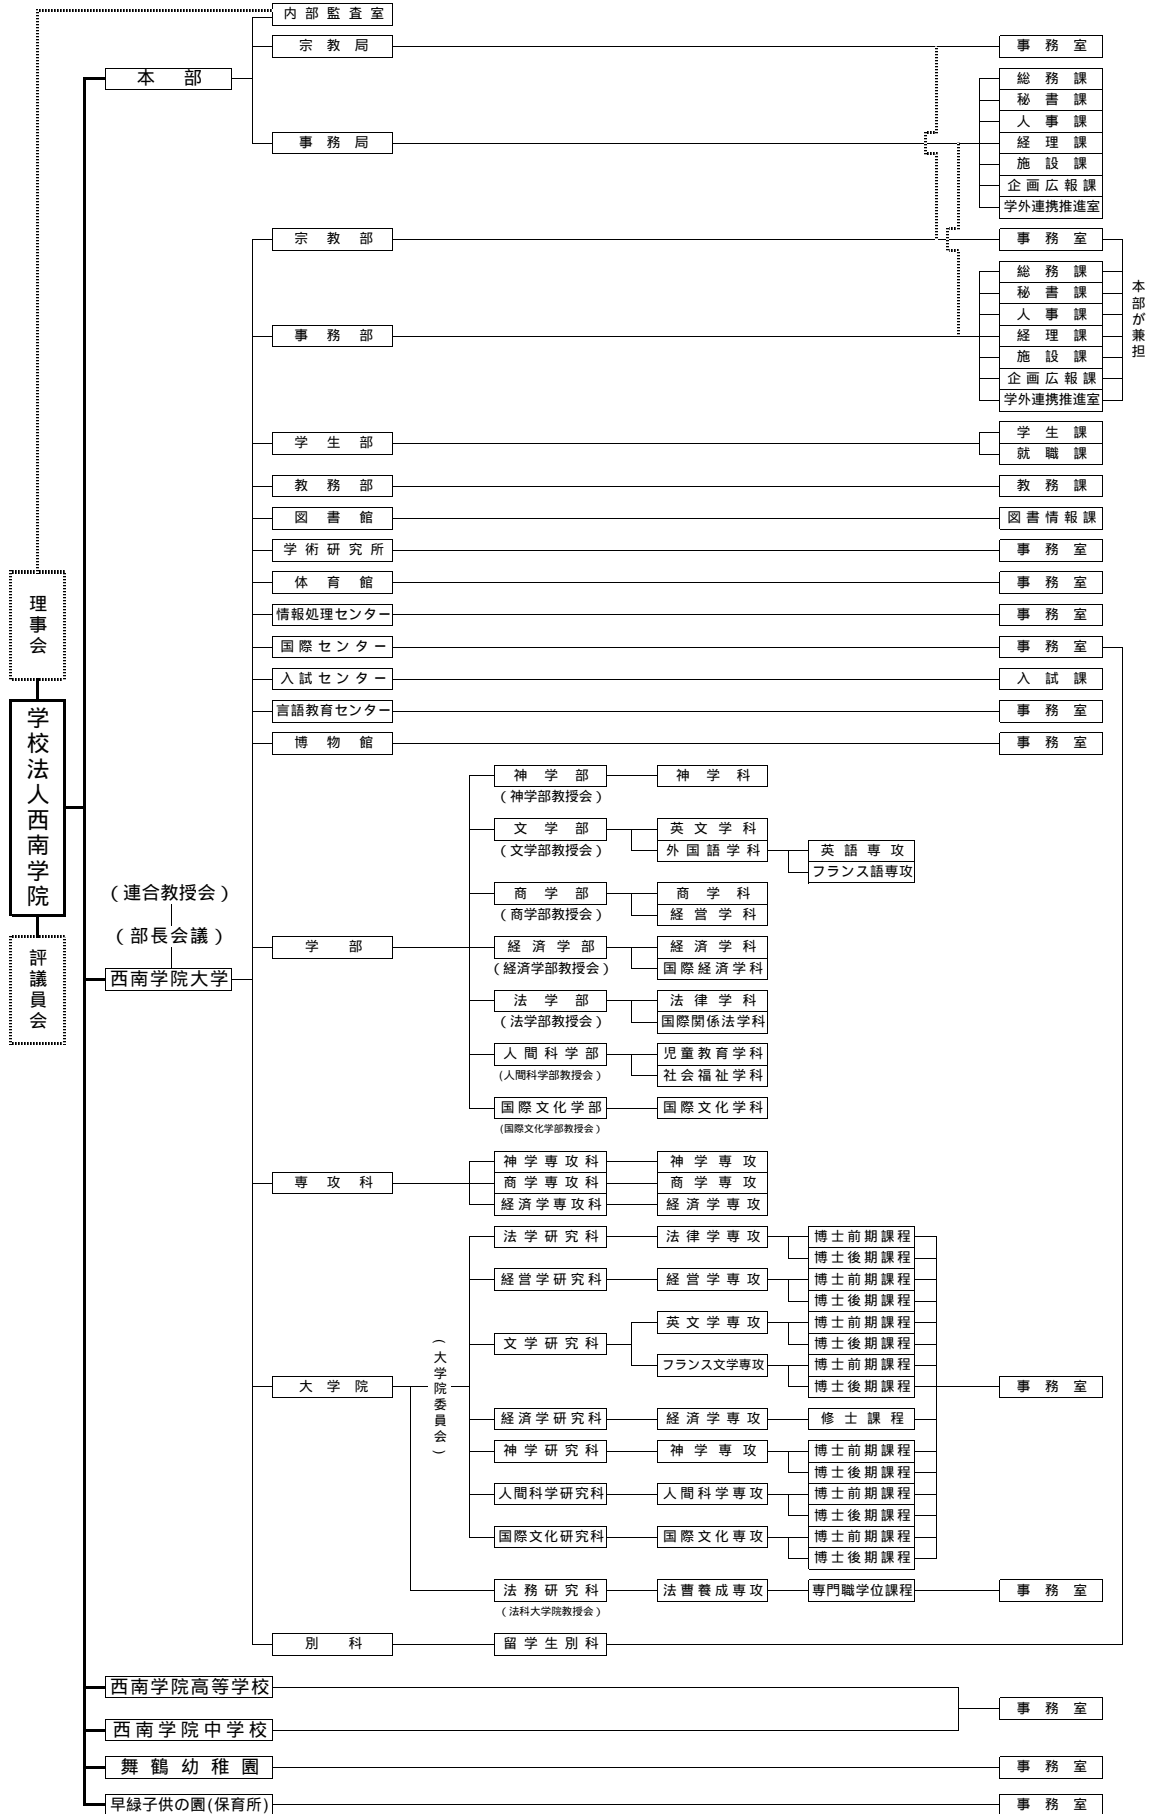 内部監査室
宗教局
事務室
本部
総務課
秘書課
人事課
事務局
経理課
施設課
企画広報課
学外連携推進室
宗教部
事務室
総務課
秘書課
人事課
事務部
経理課
施設課
企画広報課
学外連携推進室
本部が兼担
学生部
学生課
就職課
教務部
教務課
図書館
図書情報課
学術研究所
事務室
体育館
事務室
情報処理センター
事務室
国際センター
事務室
入試センター
入試課
言語教育センター
事務室
博物館
事務室
理事会
学校法人西南学院
評議員会
(連合教授会)
(部長会議)
西南学院大学
学部
神学部
(神学部教授会)
神学科
文学部
(文学部教授会)
英文学科
外国語学科
英語専攻
フランス語専攻
商学部
(商学部教授会)
商学科
経営学科
経済学部
(経済学部教授会)
経済学科
国際経済学科
法学部
(法学部教授会)
法律学科
国際関係法学科
人間科学部
(人間科学部教授会)
児童教育学科
社会福祉学科
国際文化学部
(国際文化学部教授会)
国際文化学科
専攻科
神学専攻科
神学専攻
商学専攻科
商学専攻
経済学専攻科
経済学専攻
大学院
(大学院委員会)
法学研究科
法律学専攻
博士前期課程
博士後期課程
経営学研究科
経営学専攻
博士前期課程
博士後期課程
文学研究科
英文学専攻
博士前期課程
博士後期課程
フランス文学専攻
博士前期課程
博士後期課程
事務室
経済学研究科
経済学専攻
修士課程
神学研究科
神学専攻
博士前期課程
博士後期課程
人間科学研究科
人間科学専攻
博士前期課程
博士後期課程
国際文化研究科
国際文化専攻
博士前期課程
博士後期課程
法務研究科
(法科大学院教授会)
法曹養成専攻
専門職学位課程
事務室
別科
留学生別科
西南学院高等学校
西南学院中学校
事務室
舞鶴幼稚園
事務室
早緑子供の園(保育所)
事務室